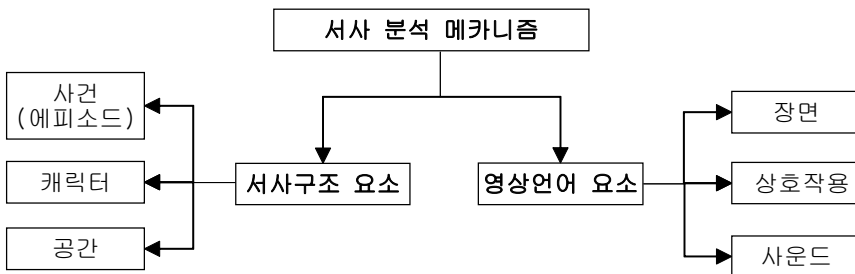 서사 분석 메카니즘
사건
(에피소드)
캐릭터
공간
서사구조 요소
영상언어 요소
장면
상호작용
사운드